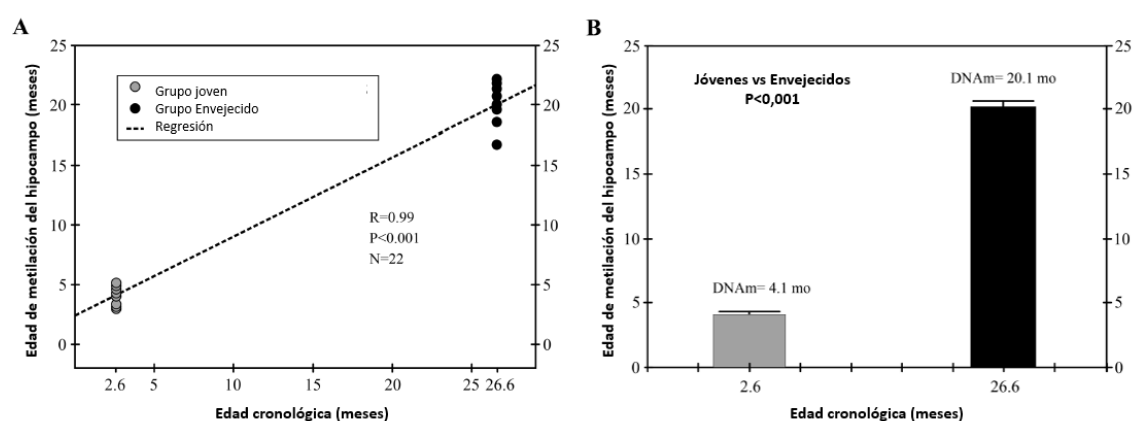 A
Edad de metilación del hipocampo (meses)
25
20
15
10
5
0
Grupo joven
Grupo Envejecido
Regresión
R=0.99
P<0.001
N=22
25
20
15
10
5
0
2.6 5 10 15 20 25 26.6
Edad cronológica (meses)
B
Edad de metilación del hipocampo (meses)
25
20
15
10
5
0
Jóvenes vs Envejecidos
P<0,001
DNAm= 20.1 mo
DNAm= 4.1 mo
25
20
15
10
5
0
2.6 26.6
Edad cronológica (meses)